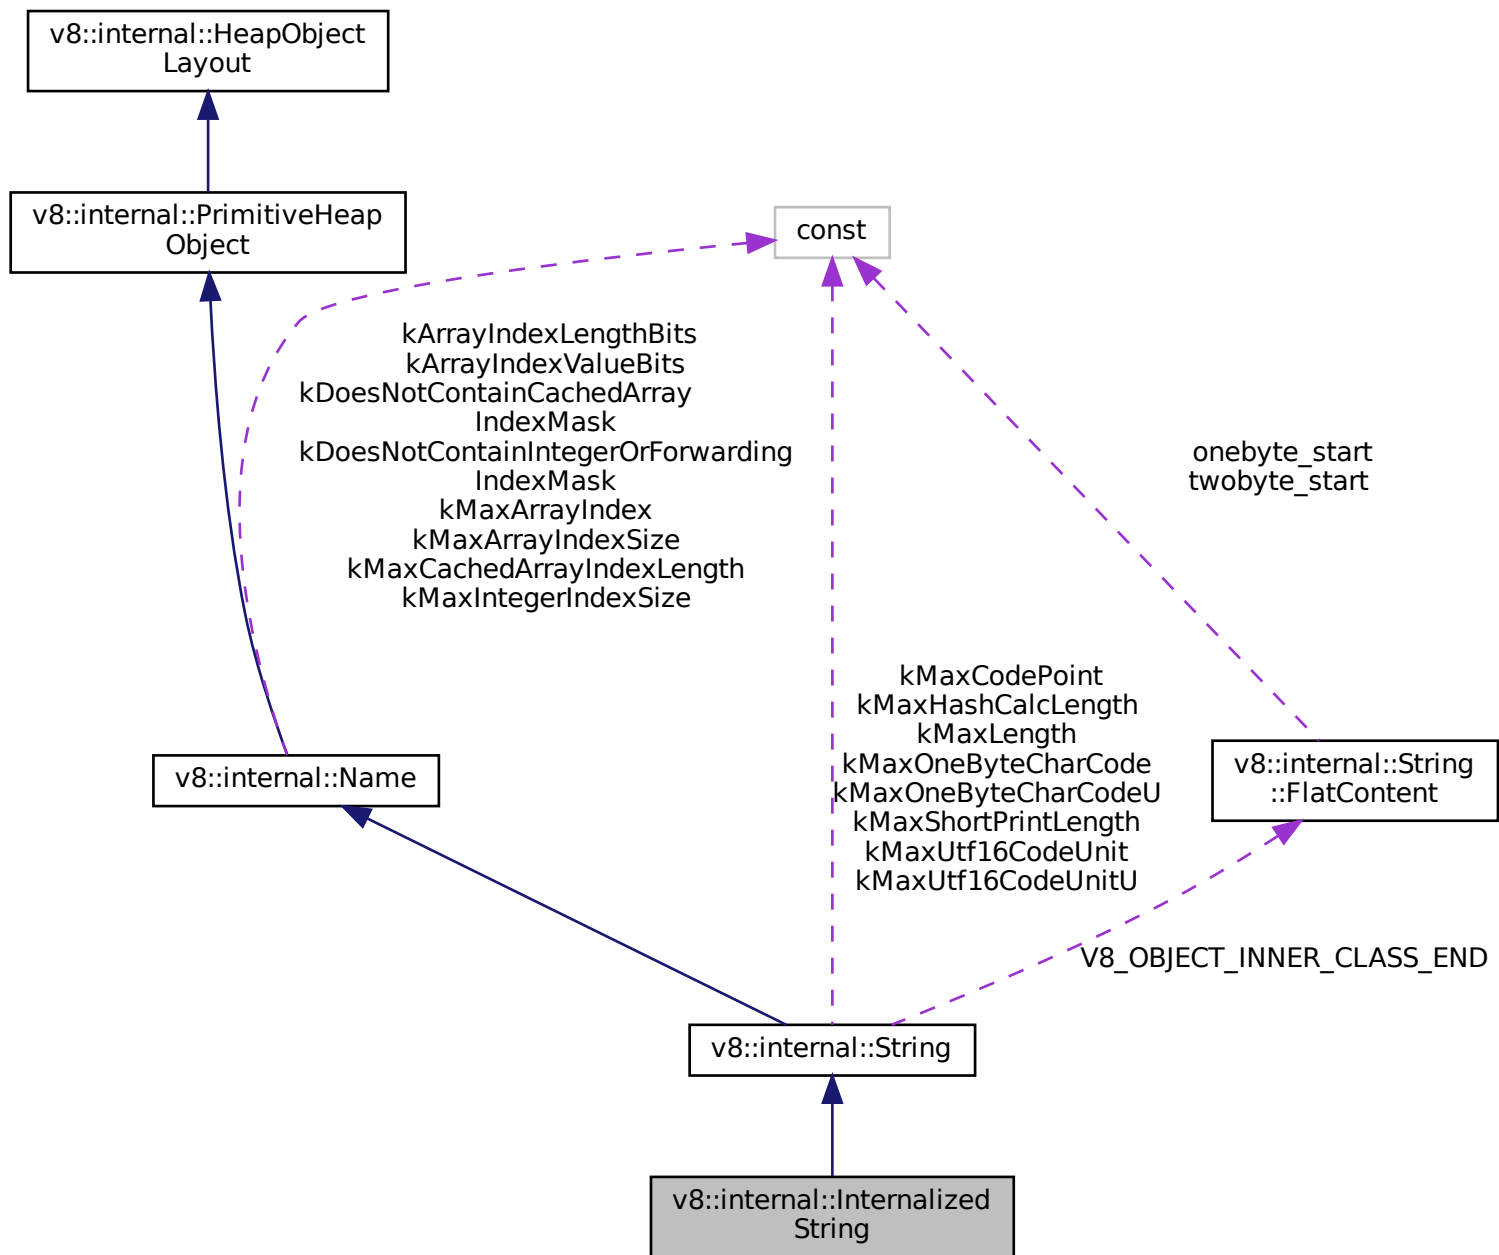 v8::internal::HeapObject
Layout
v8::internal::PrimitiveHeap
Object
const
kArrayIndexLengthBits
kArrayIndexValueBits
kDoesNotContainCachedArray
IndexMask
kDoesNotContainIntegerOrForwarding
IndexMask
kMaxArrayIndex
kMaxArrayIndexSize
kMaxCachedArrayIndexLength
kMaxIntegerIndexSize
onebyte_start
twobyte_start
v8::internal::Name
kMaxCodePoint
kMaxHashCalcLength
kMaxLength
kMaxOneByteCharCode
kMaxOneByteCharCodeU
kMaxShortPrintLength
kMaxUtf16CodeUnit
kMaxUtf16CodeUnitU
v8::internal::String
::FlatContent
V8_OBJECT_INNER_CLASS_END
v8::internal::String
v8::internal::Internalized
String